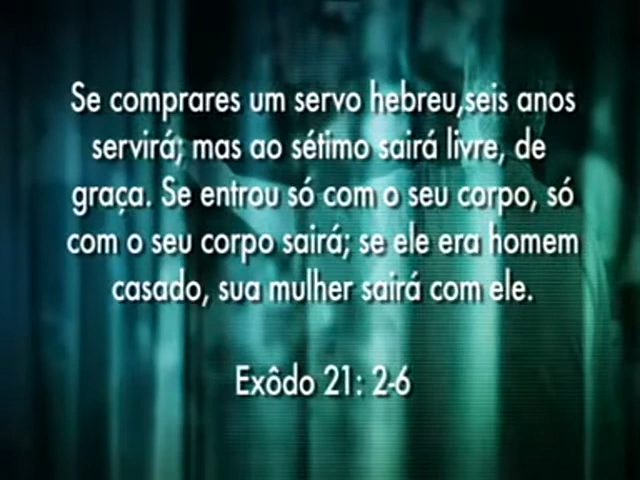 Se comprares um servo hebreu,seis anos
servirá; mas ao sétimo sairá livre, de
graça. Se entrou só com o seu corpo, só
com o seu corpo sairá; se ele era homem
casado, sua mulher sairá com ele.
Exôdo 21: 2-6